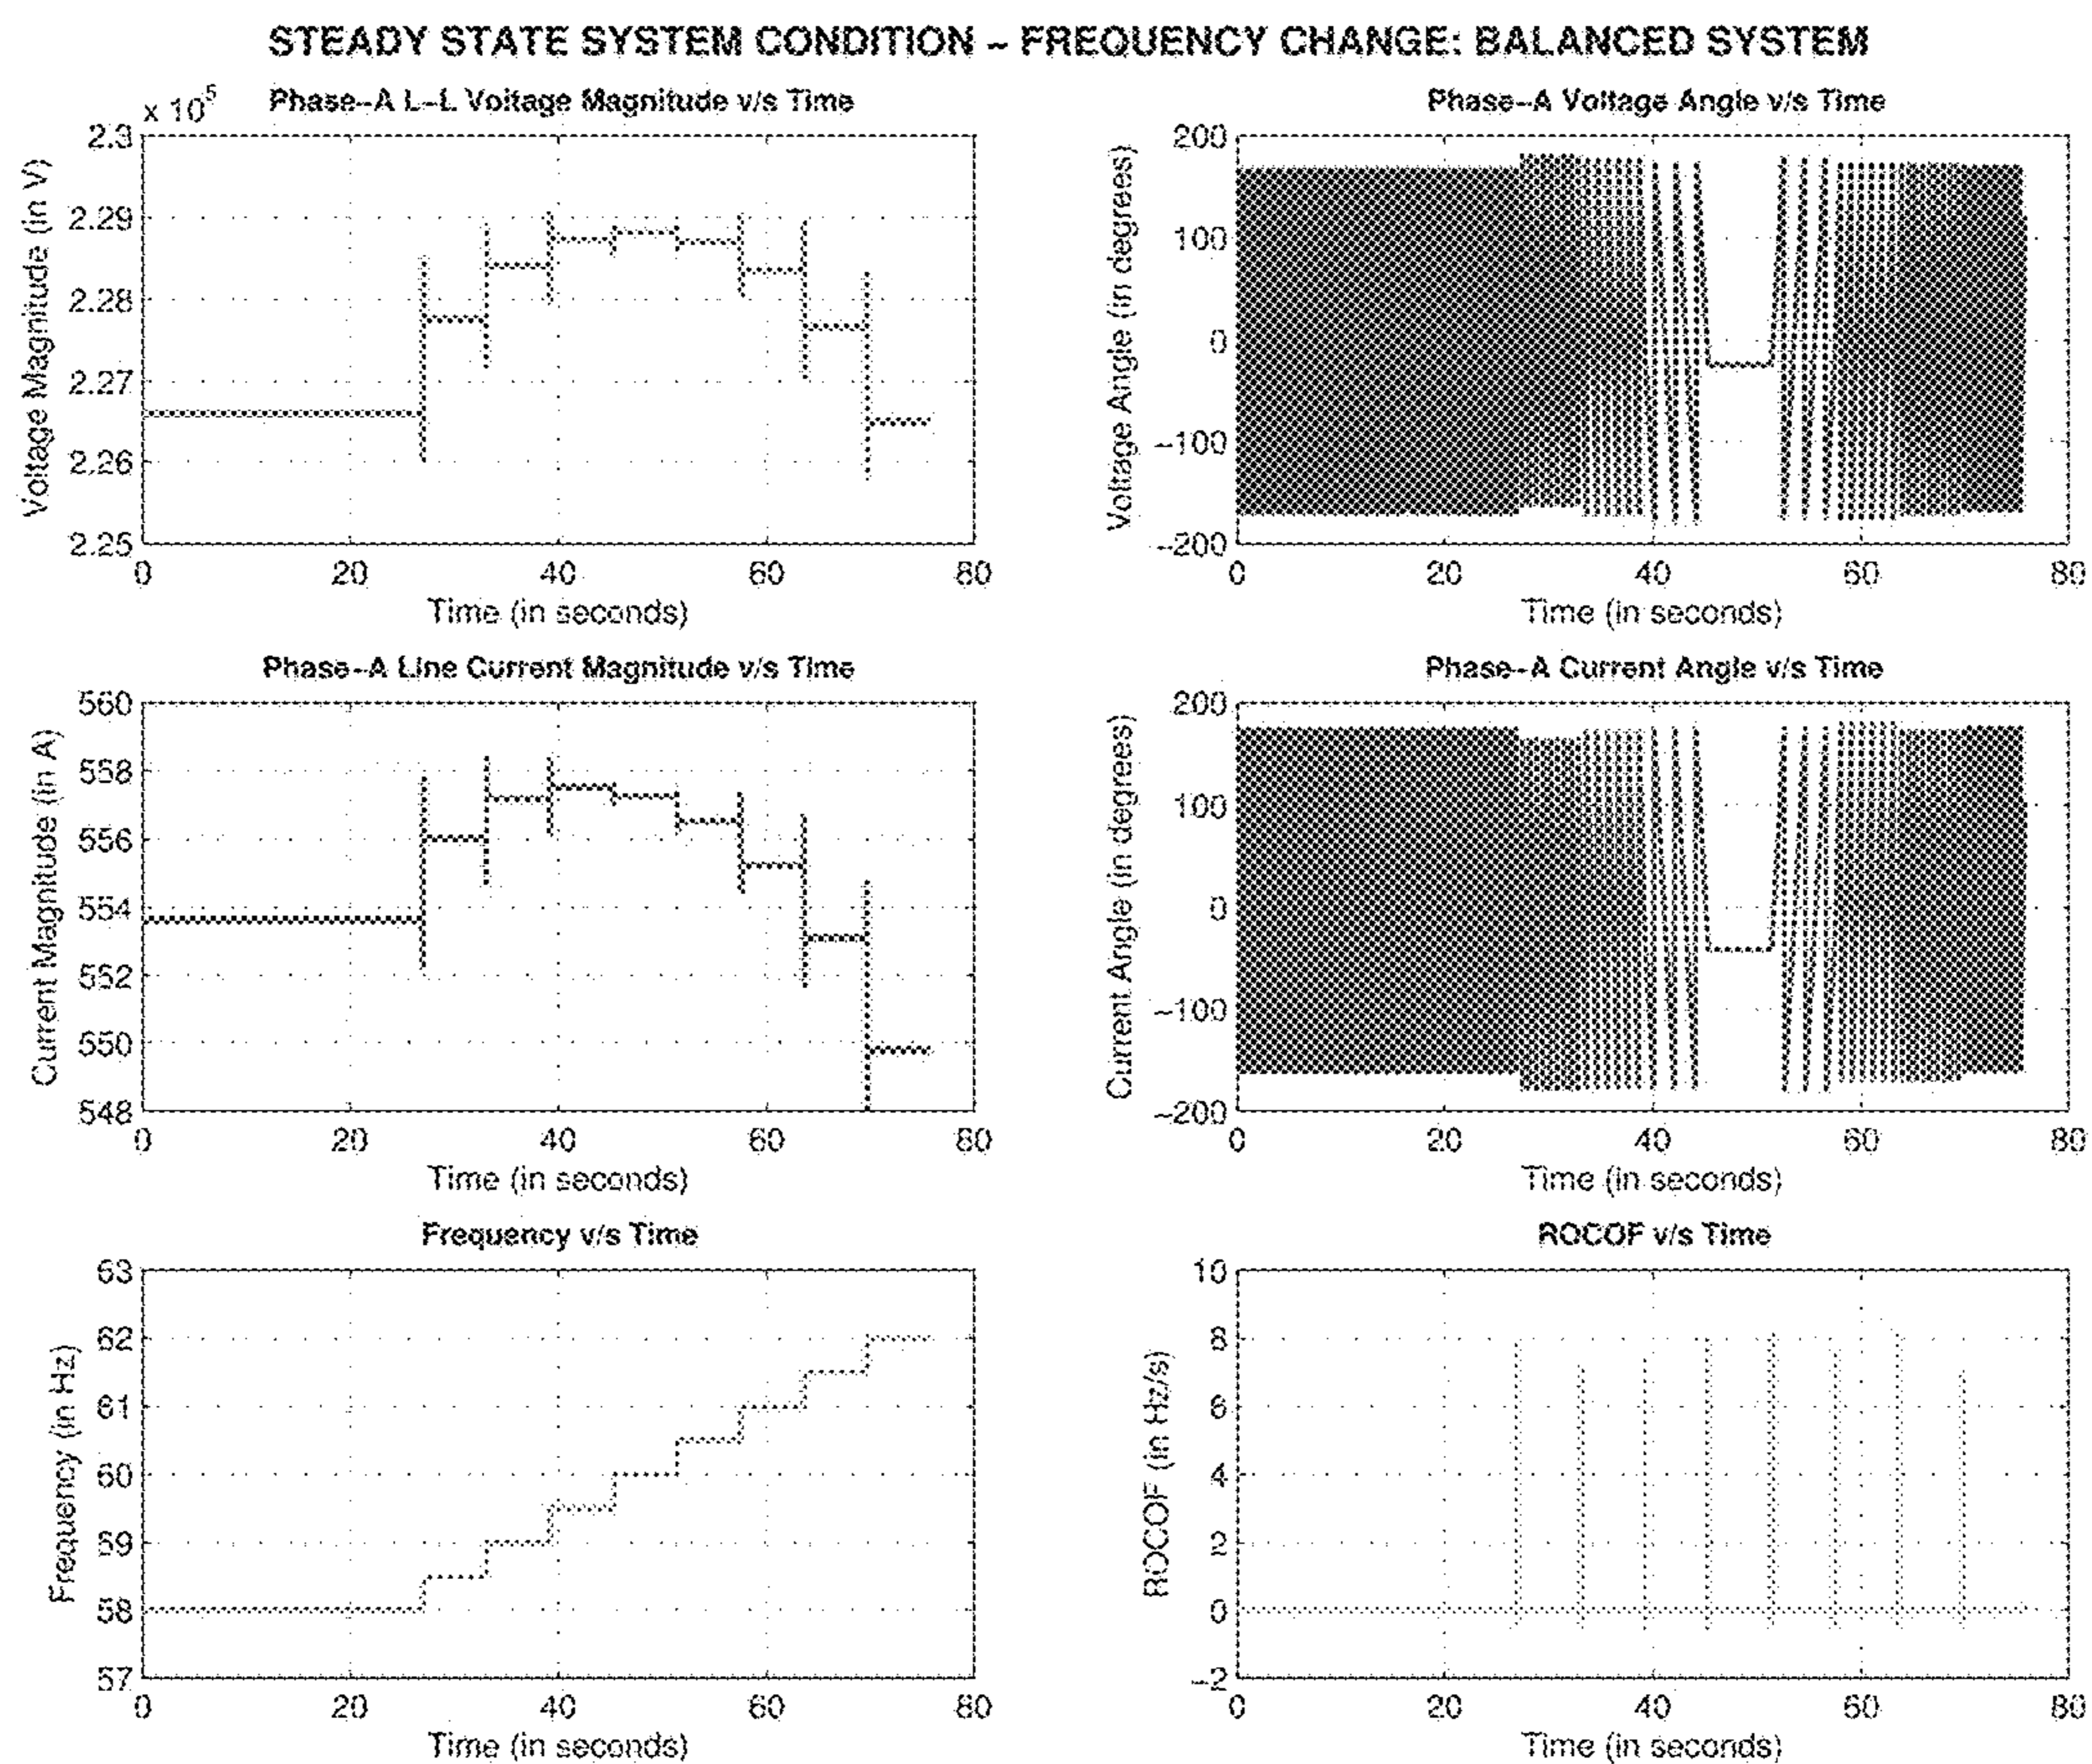 STEADY STATE SYSTEM CONDITION – FREQUENCY CHANGE: BALANCED SYSTEM
x 10^5 Phase–A L–L Voltage Magnitude v/s Time
2.3
2.29
2.28
2.27
2.26
2.25
Voltage Magnitude (in V)
0 20 40 60 80
Time (in seconds)
Phase–A Voltage Angle v/s Time
200
100
0
–100
–200
Voltage Angle (in degrees)
0 20 40 60 80
Time (in seconds)
Phase–A Line Current Magnitude v/s Time
560
558
556
554
552
550
548
Current Magnitude (in A)
0 20 40 60 80
Time (in seconds)
Phase–A Current Angle v/s Time
200
100
0
–100
–200
Current Angle (in degrees)
0 20 40 60 80
Time (in seconds)
Frequency v/s Time
63
62
61
60
59
58
57
Frequency (in Hz)
0 20 40 60 80
Time (in seconds)
ROCOF v/s Time
10
8
6
4
2
0
–2
ROCOF (in Hz/s)
0 20 40 60 80
Time (in seconds)